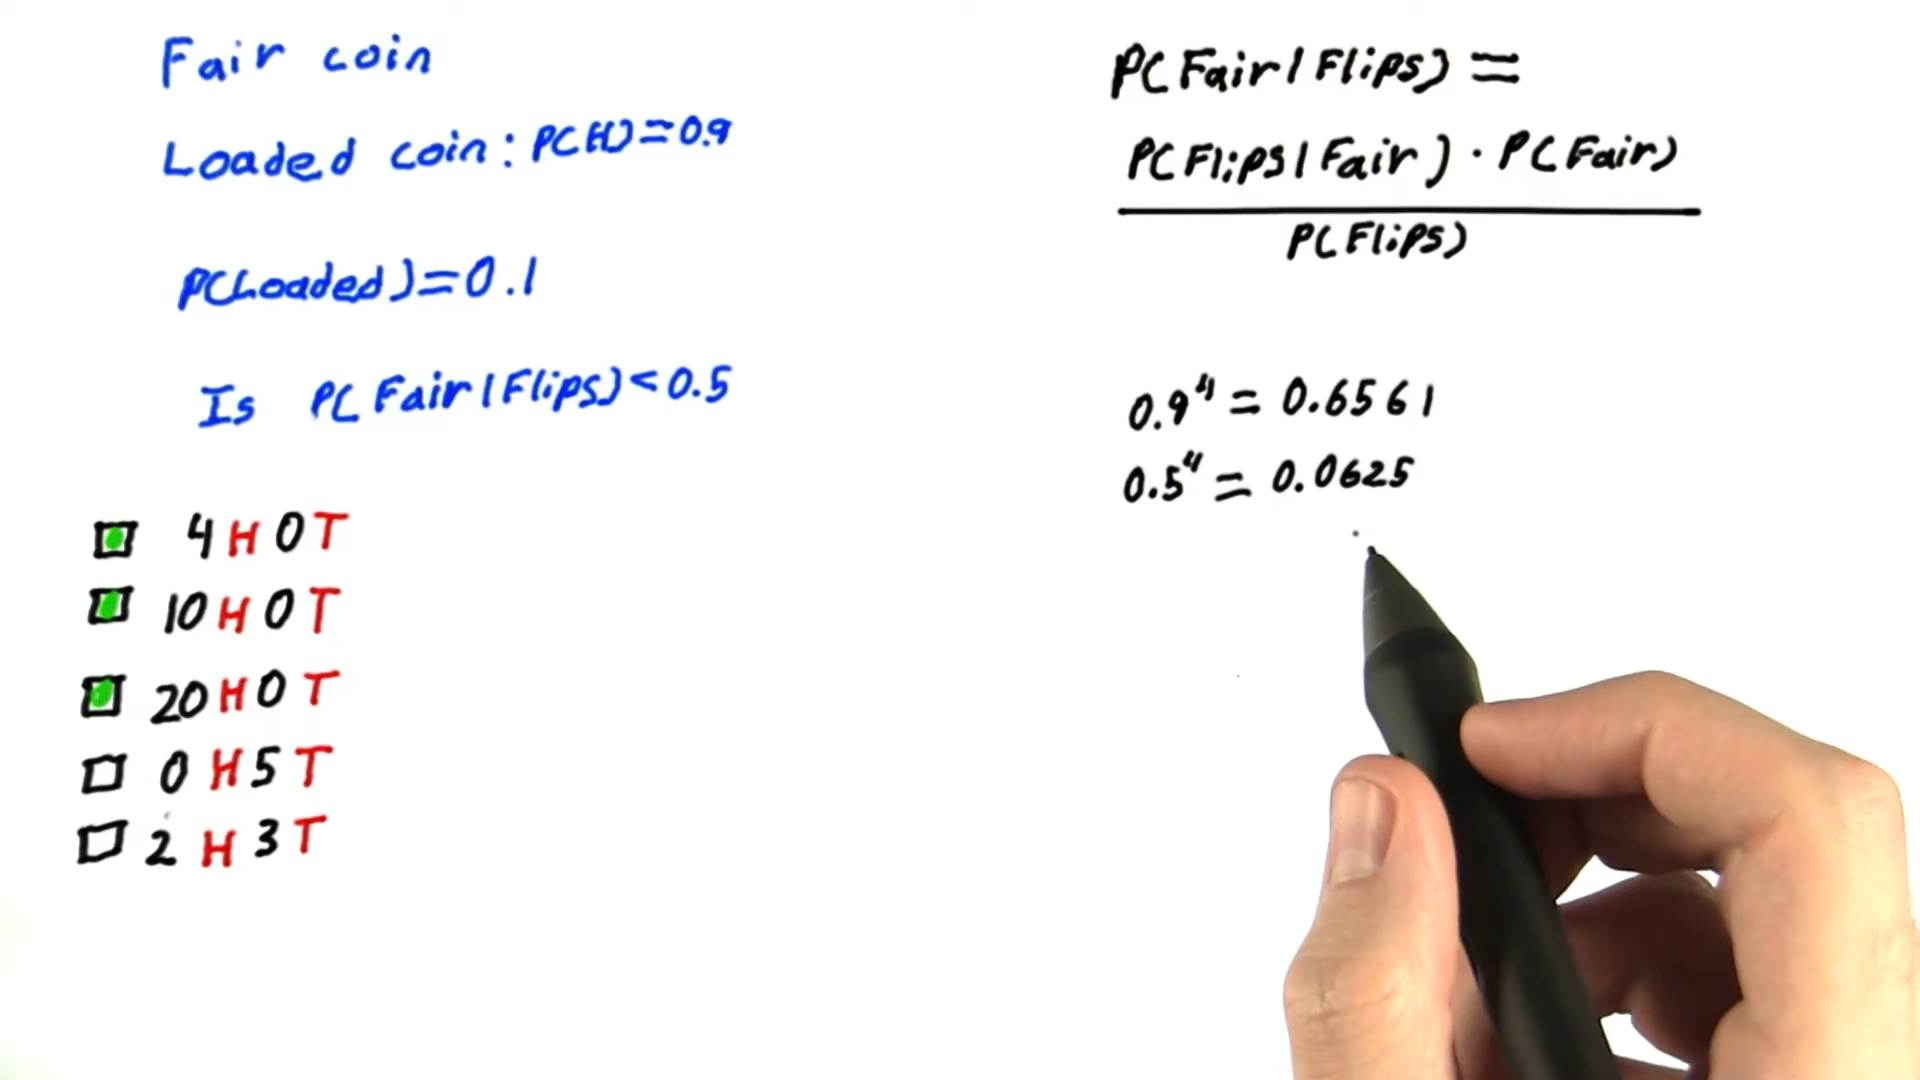 Fair coin
Loaded coin: P(H)=0.9
P(Loaded)=0.1
Is P(Fair|Flips)<0.5
4 H 0 T
10 H 0 T
20 H 0 T
0 H 5 T
2 H 3 T
P(Fair|Flips)=
P(Flips|Fair)·P(Fair)
P(Flips)
0.9⁴ = 0.6561
0.5⁴ = 0.0625